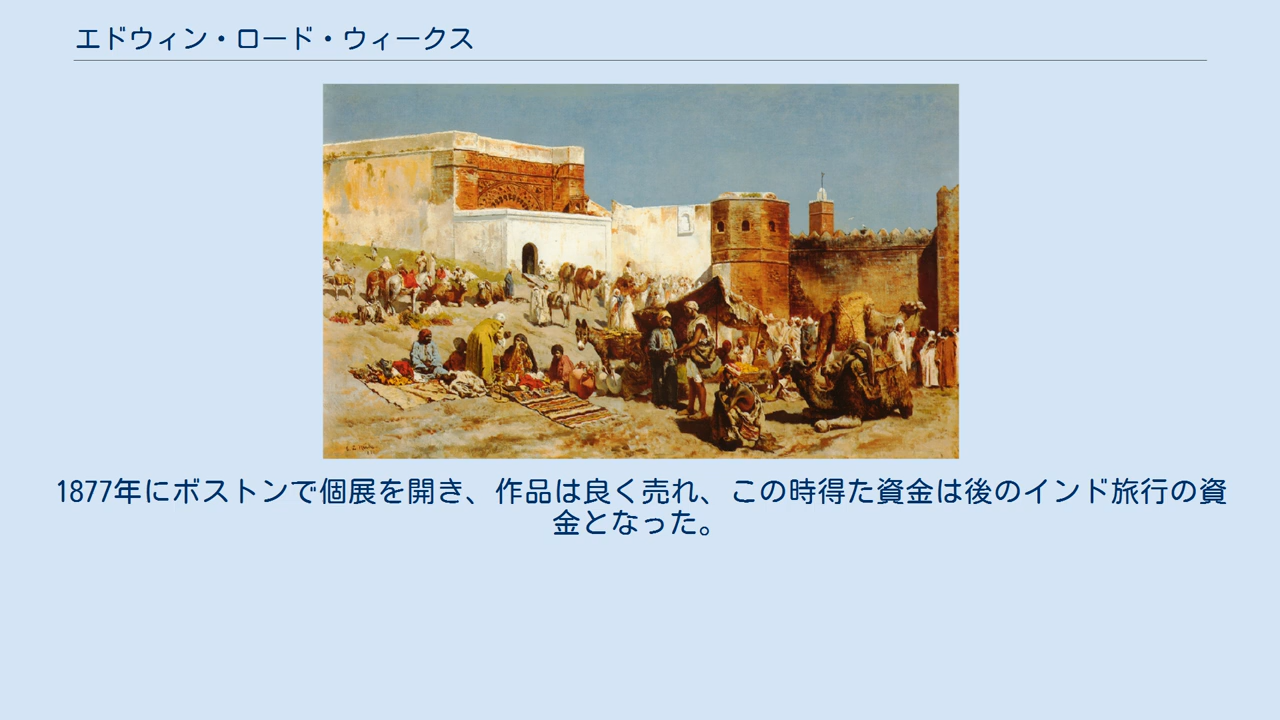 エドウィン・ロード・ウィークス
1877年にボストンで個展を開き、作品は良く売れ、この時得た資金は後のインド旅行の資
金となった。